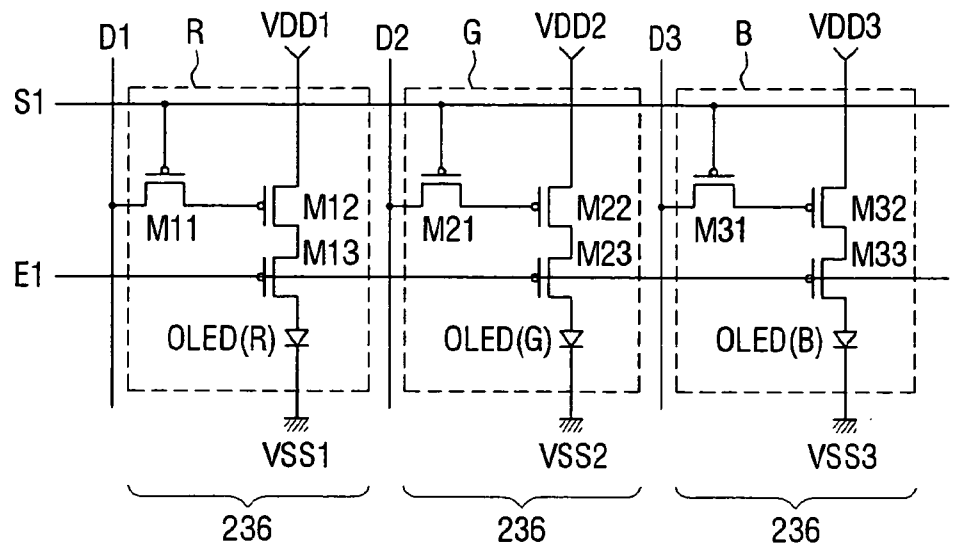 D1 R VDD1 D2 G VDD2 D3 B VDD3
S1
M11 M12 M21 M22 M31 M32
M13 M23 M33
E1
OLED(R) OLED(G) OLED(B)
VSS1 VSS2 VSS3
236 236 236